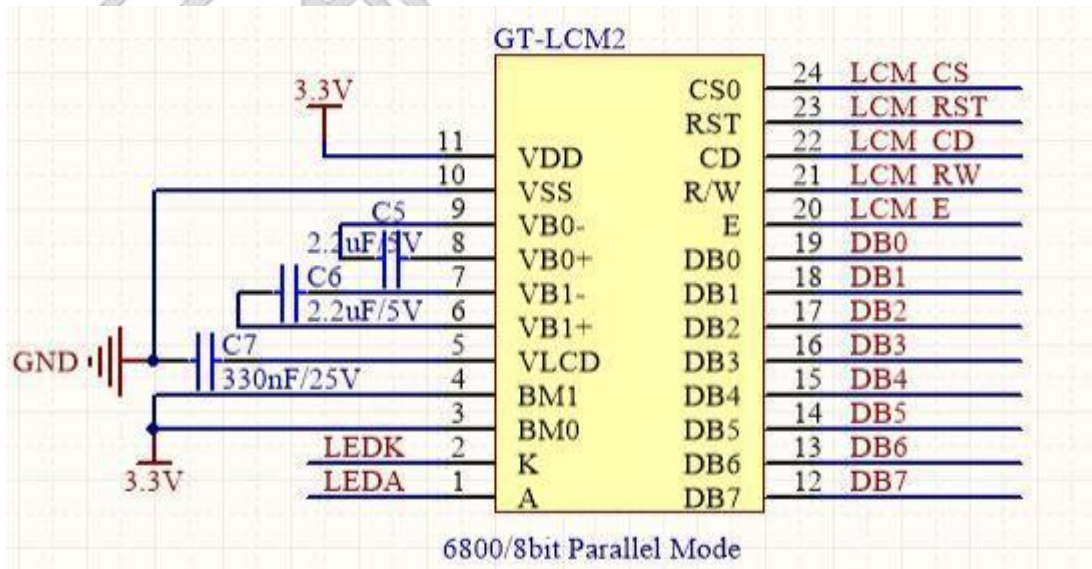 GT-LCM2
3.3V
11 VDD
10 VSS
9 VB0-
C5
2.2uF/5V
8 VB0+
C6
7 VB1-
2.2uF/5V
6 VB1+
GND
C7
5 VLCD
330nF/25V
4 BM1
3 BM0
3.3V
LEDK 2 K
LEDA 1 A
CS0 24 LCM CS
RST 23 LCM RST
CD 22 LCM CD
R/W 21 LCM RW
E 20 LCM E
DB0 19 DB0
DB1 18 DB1
DB2 17 DB2
DB3 16 DB3
DB4 15 DB4
DB5 14 DB5
DB6 13 DB6
DB7 12 DB7
6800/8bit Parallel Mode